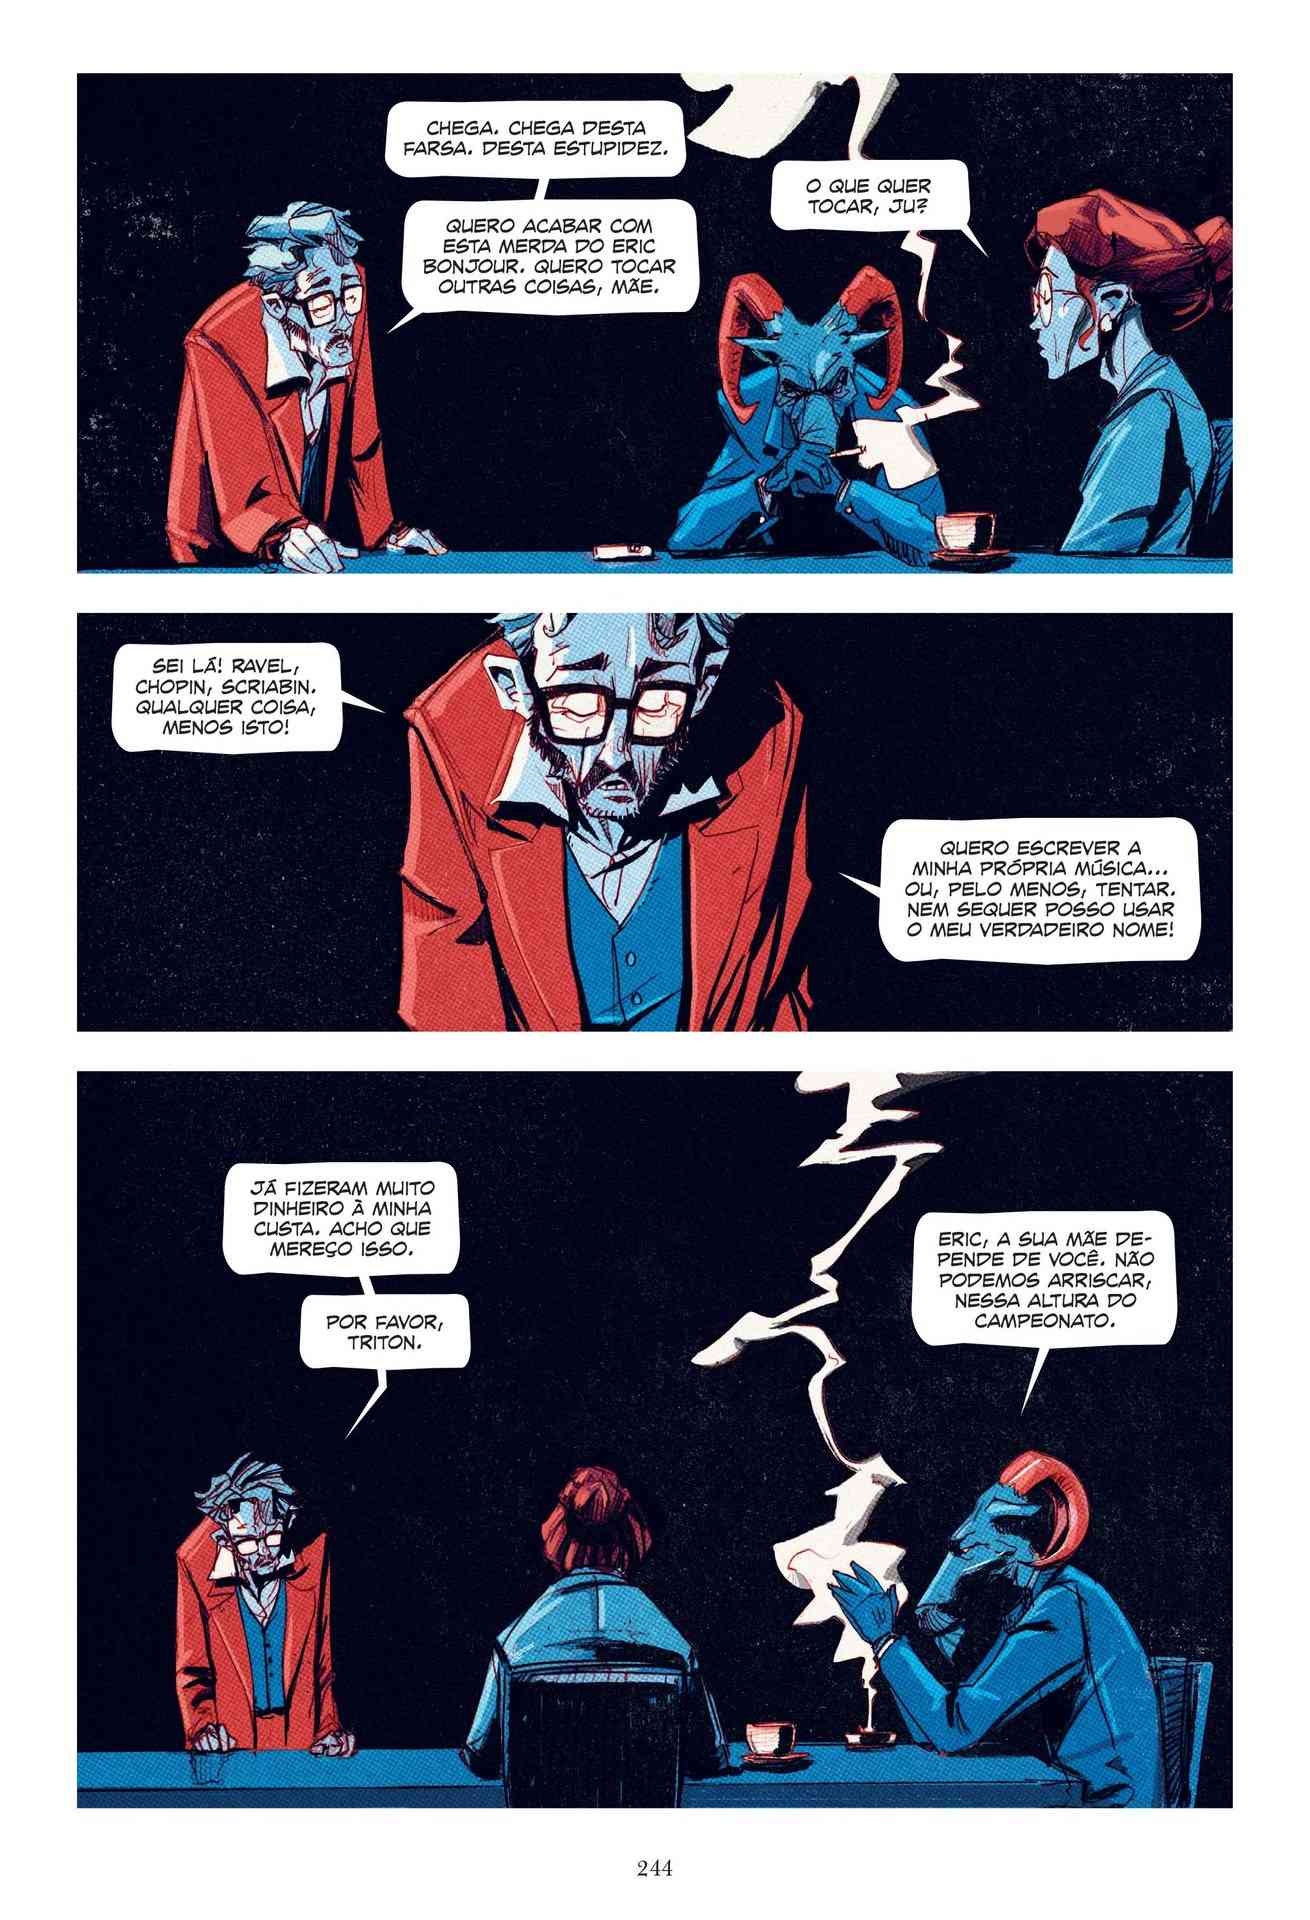 CHEGA. CHEGA DESTA
FARSA. DESTA ESTUPIDEZ.
QUERO ACABAR COM
ESTA MERDA DO ERIC
BONJOUR. QUERO TOCAR
OUTRAS COISAS, MÃE.
O QUE QUER
TOCAR, JU?
SEI LÁ! RAVEL,
CHOPIN, SCRIABIN.
QUALQUER COISA,
MENOS ISTO!
QUERO ESCREVER A
MINHA PRÓPRIA MÚSICA...
OU, PELO MENOS, TENTAR.
NEM SEQUER POSSO USAR
O MEU VERDADEIRO NOME!
JÁ FIZERAM MUITO
DINHEIRO À MINHA
CUSTA. ACHO QUE
MEREÇO ISSO.
POR FAVOR,
TRITON.
ERIC, A SUA MÃE DE-
PENDE DE VOCÊ. NÃO
PODEMOS ARRISCAR,
NESSA ALTURA DO
CAMPEONATO.
244